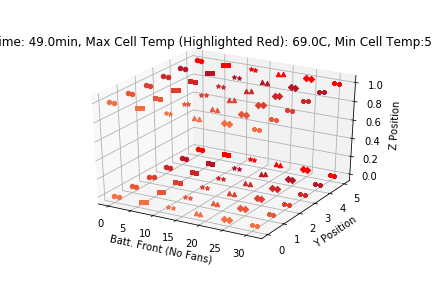 ime: 49.0min, Max Cell Temp (Highlighted Red): 69.0C, Min Cell Temp:5
1.0
0.8
0.6
0.4
0.2
0.0
Z Position
0 5 10 15 20 25 30
Batt. Front (No Fans)
0 1 2 3 4 5
Y Position